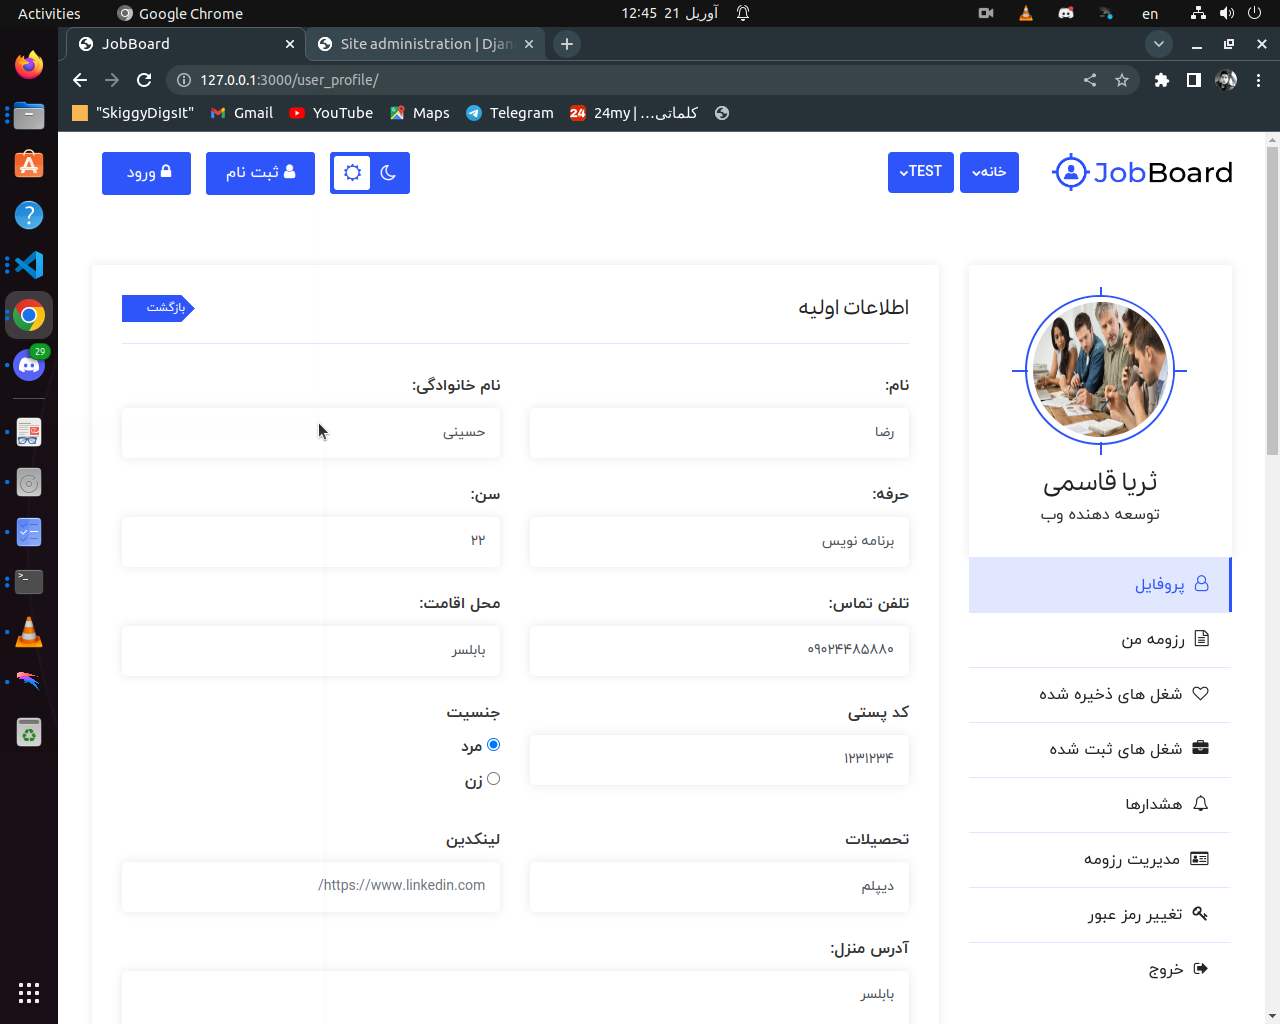 Activities
Google Chrome
21 آوریل 12:45
en
JobBoard
Site administration | Djan
127.0.0.1:3000/user_profile/
"SkiggyDigsIt"
Gmail
YouTube
Maps
Telegram
24my | کلماتی...
29
JobBoard
خانه
TEST
ثبت نام
ورود
ثریا قاسمی
توسعه دهنده وب
پروفایل
رزومه من
شغل های ذخیره شده
شغل های ثبت شده
هشدارها
مدیریت رزومه
تغییر رمز عبور
خروج
اطلاعات اولیه
بازگشت
نام:
نام خانوادگی:
رضا
حسینی
حرفه:
سن:
برنامه نویس
۲۲
تلفن تماس:
محل اقامت:
۰۹۰۲۴۴۸۵۸۸۰
بابلسر
کد پستی
جنسیت
۱۲۳۱۲۳۴
مرد
زن
تحصیلات
لینکدین
دیپلم
/https://www.linkedin.com
آدرس منزل:
بابلسر